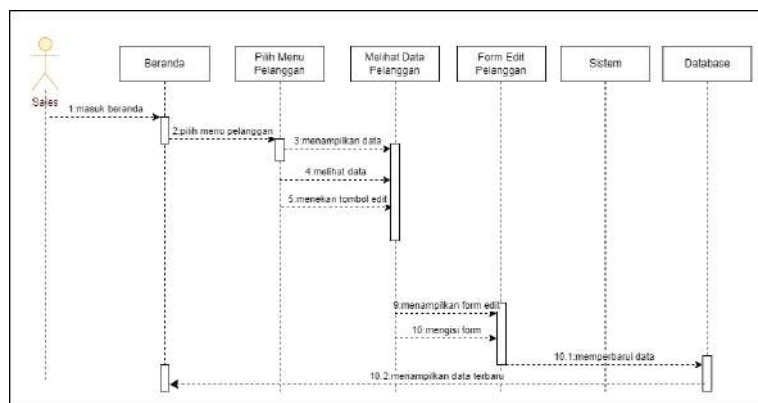 Beranda
Pilih Menu
Pelanggan
Melihat Data
Pelanggan
Form Edit
Pelanggan
Sistem
Database
Sales
1:masuk beranda
2:pilih menu pelanggan
3:menampilkan data
4:melihat data
5:menekan tombol edit
9:menampilkan form edit
10:mengisi form
10.1:memperbarui data
10.2:menampilkan data terbaru